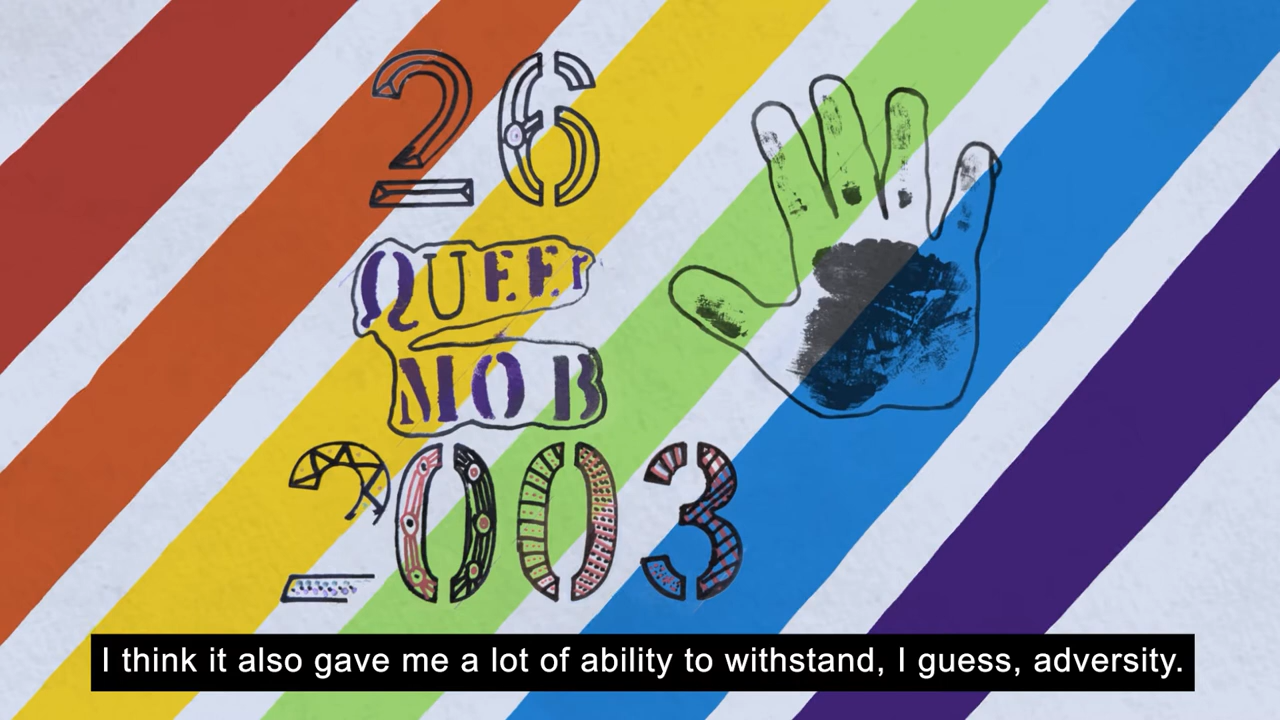 26
QUEEr
MOB
2003
I think it also gave me a lot of ability to withstand, I guess, adversity.